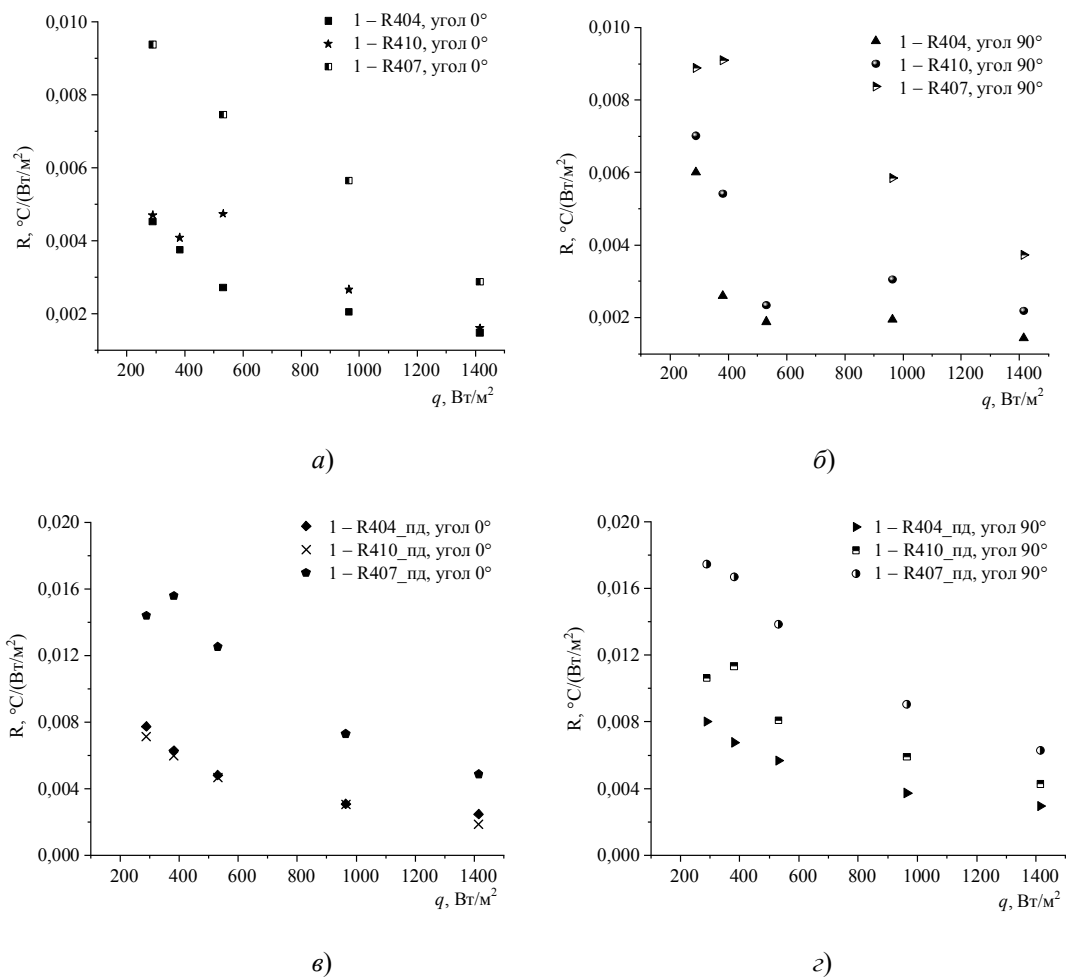 0,010
0,008
0,006
0,004
0,002
R, °C/(Вт/м²)
1 – R404, угол 0°
1 – R410, угол 0°
1 – R407, угол 0°
200 400 600 800 1000 1200 1400
q, Вт/м²
а)
0,010
0,008
0,006
0,004
0,002
R, °C/(Вт/м²)
1 – R404, угол 90°
1 – R410, угол 90°
1 – R407, угол 90°
200 400 600 800 1000 1200 1400
q, Вт/м²
б)
0,020
0,016
0,012
0,008
0,004
0,000
R, °C/(Вт/м²)
1 – R404_пд, угол 0°
1 – R410_пд, угол 0°
1 – R407_пд, угол 0°
200 400 600 800 1000 1200 1400
q, Вт/м²
в)
0,020
0,016
0,012
0,008
0,004
0,000
R, °C/(Вт/м²)
1 – R404_пд, угол 90°
1 – R410_пд, угол 90°
1 – R407_пд, угол 90°
200 400 600 800 1000 1200 1400
q, Вт/м²
г)